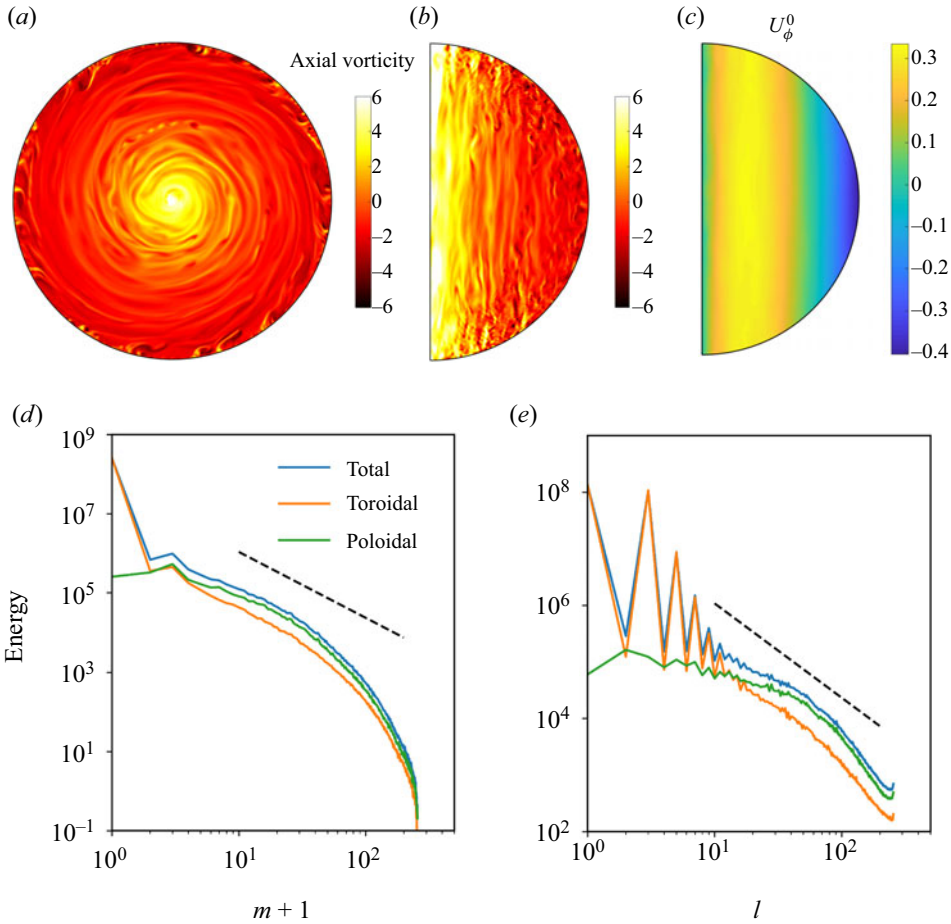 (a)
(b)
(c)
U_ϕ^0
Axial vorticity
6
4
2
0
–2
–4
–6
6
4
2
0
–2
–4
–6
0.3
0.2
0.1
0
–0.1
–0.2
–0.3
–0.4
(d)
(e)
Energy
10^9
10^7
10^5
10^3
10^1
10^–1
10^0
10^1
10^2
m + 1
Total
Toroidal
Poloidal
10^8
10^6
10^4
10^2
10^0
10^1
10^2
l